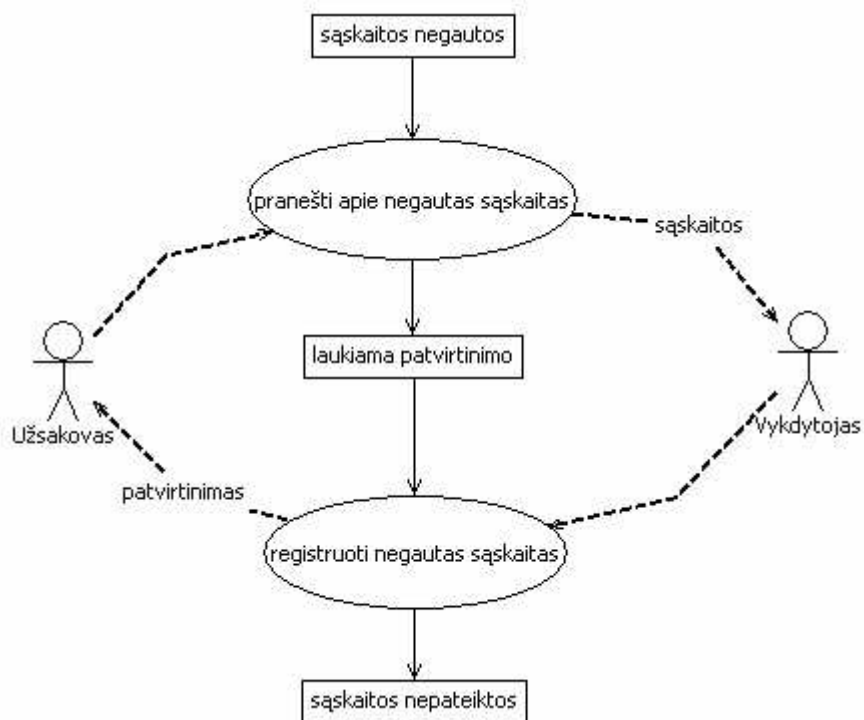 sąskaitos negautos
pranešti apie negautas sąskaitas
sąskaitos
laukiama patvirtinimo
Užsakovas
Vykdytojas
patvirtinimas
registruoti negautas sąskaitas
sąskaitos nepateiktos